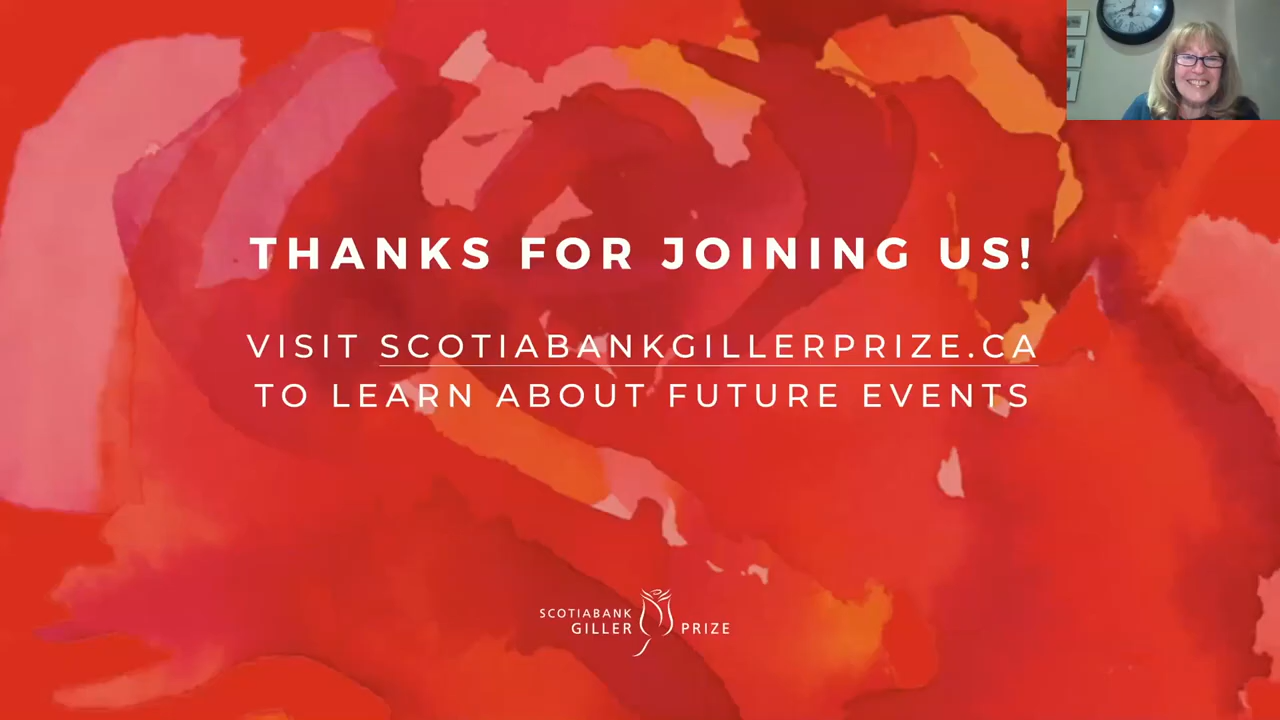 THANKS FOR JOINING US!
VISIT SCOTIABANKGILLERPRIZE.CA
TO LEARN ABOUT FUTURE EVENTS
SCOTIABANK
GILLER PRIZE